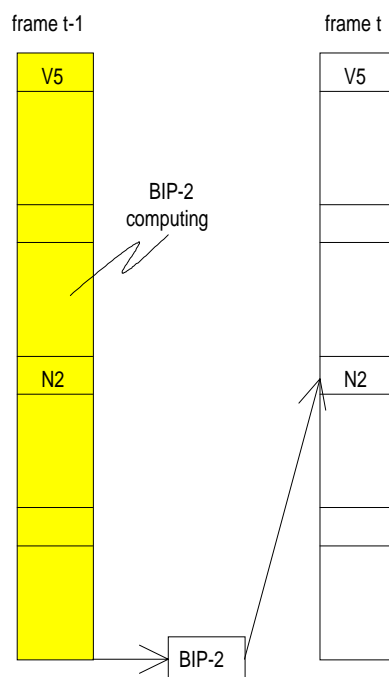 frame t-1
frame t
V5
V5
BIP-2
computing
N2
N2
BIP-2